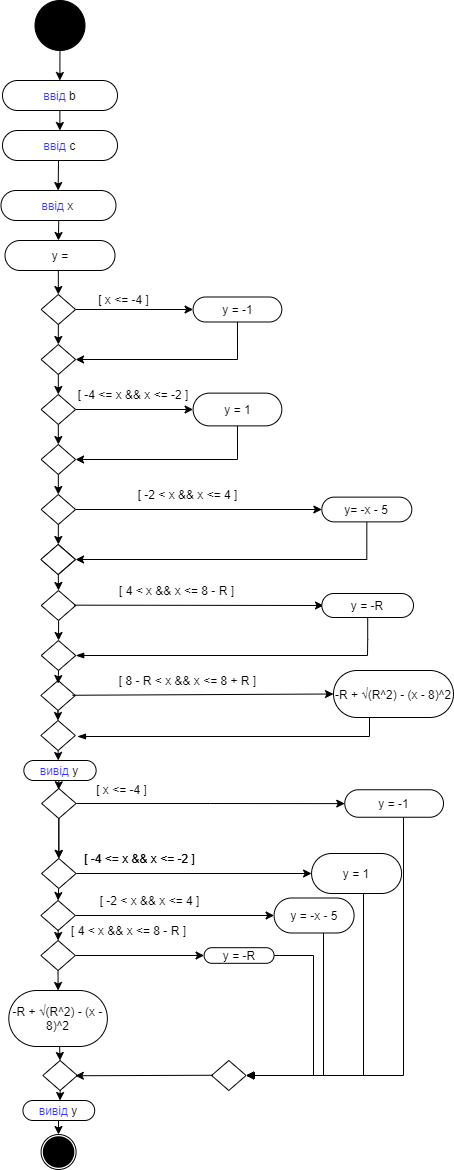 ввід b
ввід c
ввід x
y =
[ x <= -4 ]
y = -1
[ -4 <= x && x <= -2 ]
y = 1
[ -2 < x && x <= 4 ]
y= -x - 5
[ 4 < x && x <= 8 - R ]
y = -R
[ 8 - R < x && x <= 8 + R ]
-R + √(R^2) - (x - 8)^2
вивід y
[ x <= -4 ]
y = -1
[ -4 <= x && x <= -2 ]
y = 1
[ -2 < x && x <= 4 ]
y = -x - 5
[ 4 < x && x <= 8 - R ]
y = -R
-R + √(R^2) - (x -
8)^2
вивід y